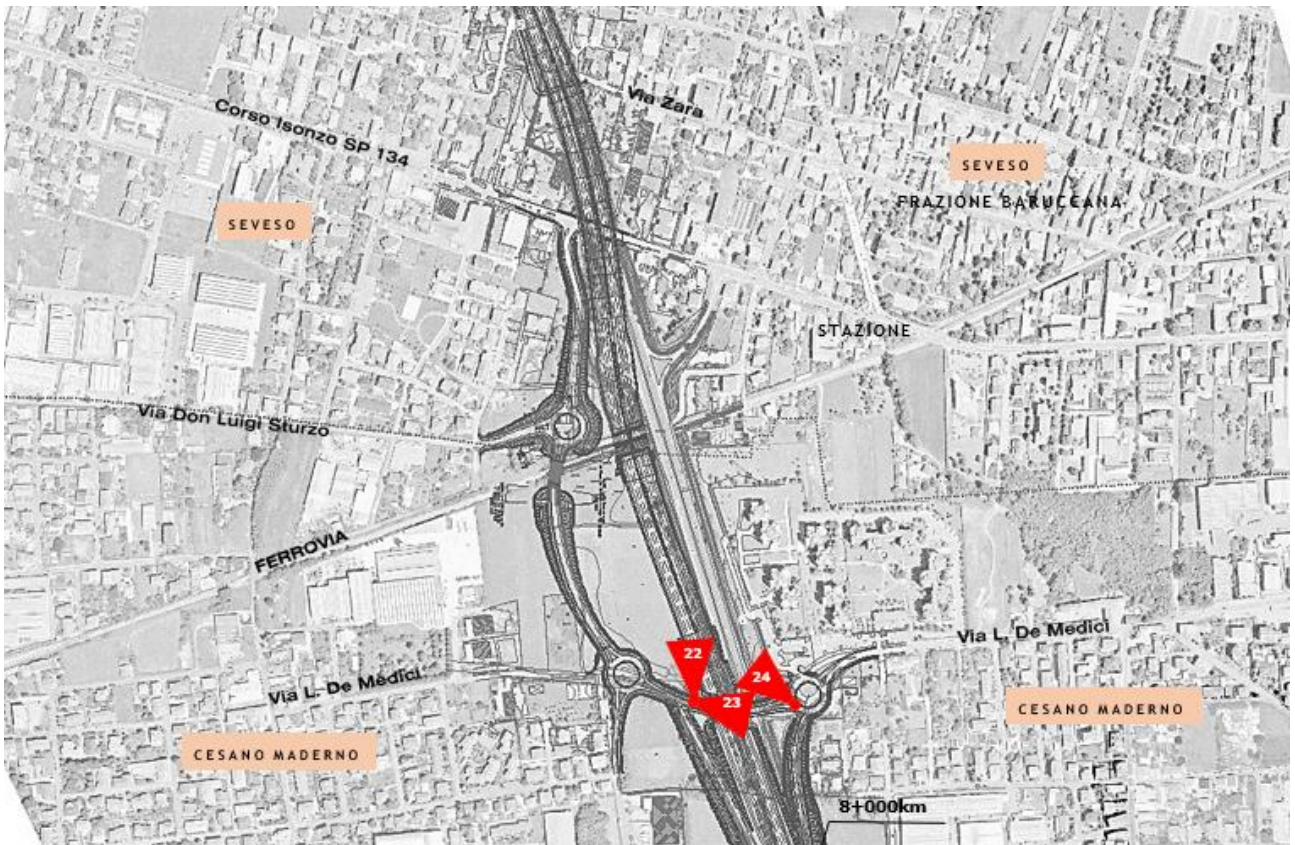 Via Zara
Corso Isonzo SP 134
SEVESO
FRAZIONE BARUCCANA
SEVESO
STAZIONE
Via Don Luigi Sturzo
FERROVIA
Via L. De Medici
22
24
23
Via L. De Medici
CESANO MADERNO
CESANO MADERNO
8+000km